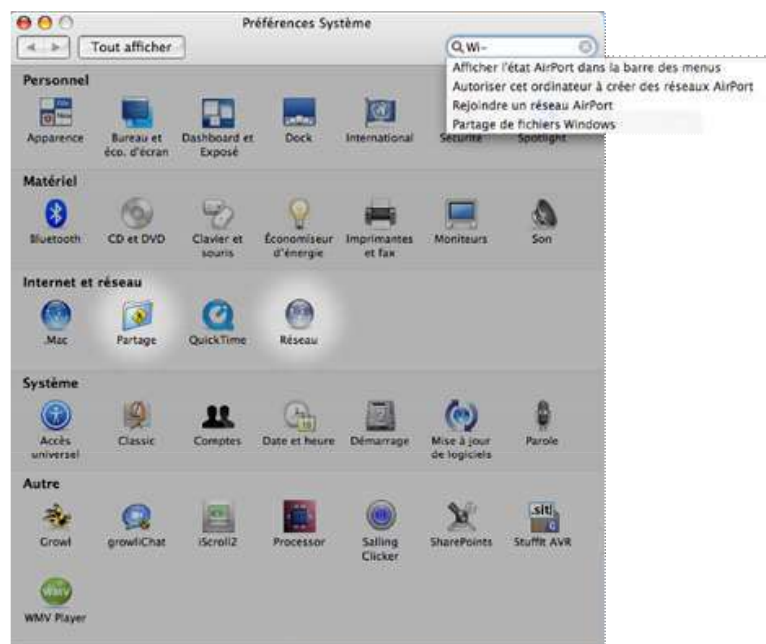 Préférences Système
Tout afficher
Wi-
Afficher l'état AirPort dans la barre des menus
Autoriser cet ordinateur à créer des réseaux AirPort
Rejoindre un réseau AirPort
Partage de fichiers Windows
Personnel
Apparence
Bureau et éco. d'écran
Dashboard et Exposé
Dock
International
Sécurité
Spotlight
Matériel
Bluetooth
CD et DVD
Clavier et souris
Économiseur d'énergie
Imprimantes et fax
Moniteurs
Son
Internet et réseau
.Mac
Partage
QuickTime
Réseau
Système
Accès universel
Classic
Comptes
Date et heure
Démarrage
Mise à jour de logiciels
Parole
Autre
.sit
Growl
growliChat
iScroll2
Processor
Salling Clicker
SharePoints
StuffIt AVR
WMV
WMV Player